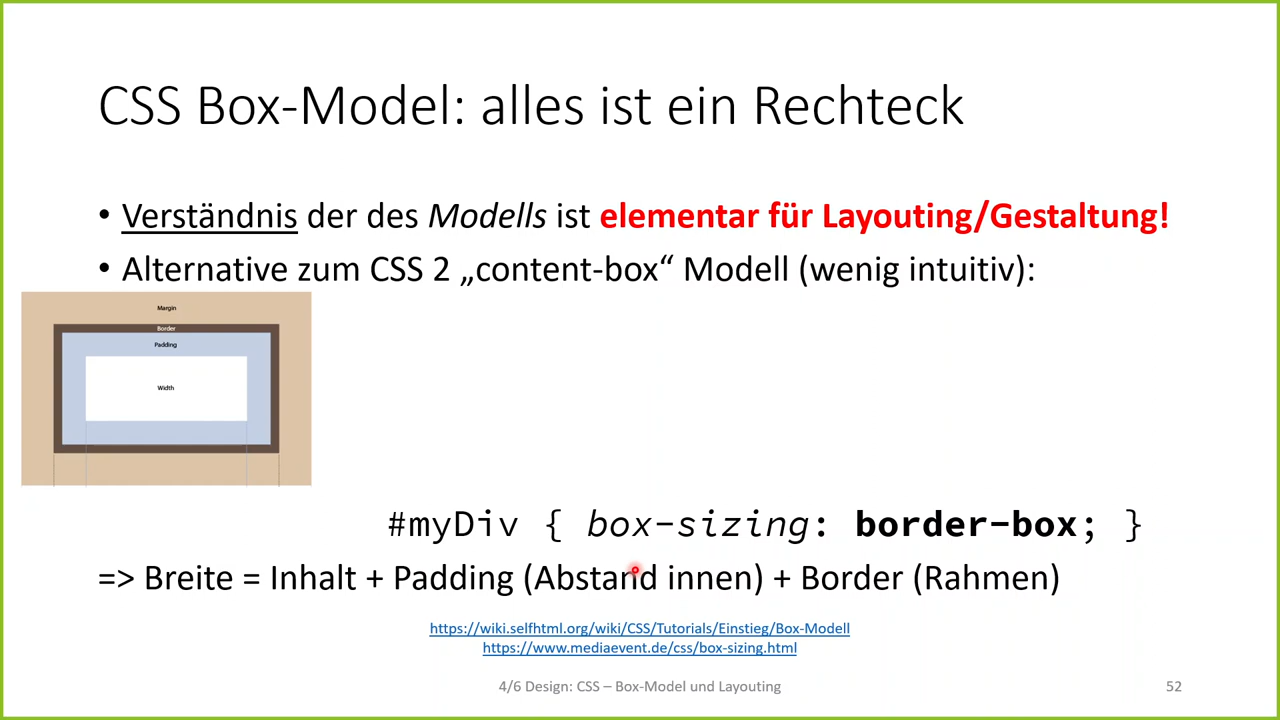 CSS Box-Model: alles ist ein Rechteck
• Verständnis der des Modells ist elementar für Layouting/Gestaltung!
• Alternative zum CSS 2 „content-box“ Modell (wenig intuitiv):
Margin
Border
Padding
Width
#myDiv { box-sizing: border-box; }
=> Breite = Inhalt + Padding (Abstand innen) + Border (Rahmen)
https://wiki.selfhtml.org/wiki/CSS/Tutorials/Einstieg/Box-Modell
https://www.mediaevent.de/css/box-sizing.html
4/6 Design: CSS – Box-Model und Layouting
52